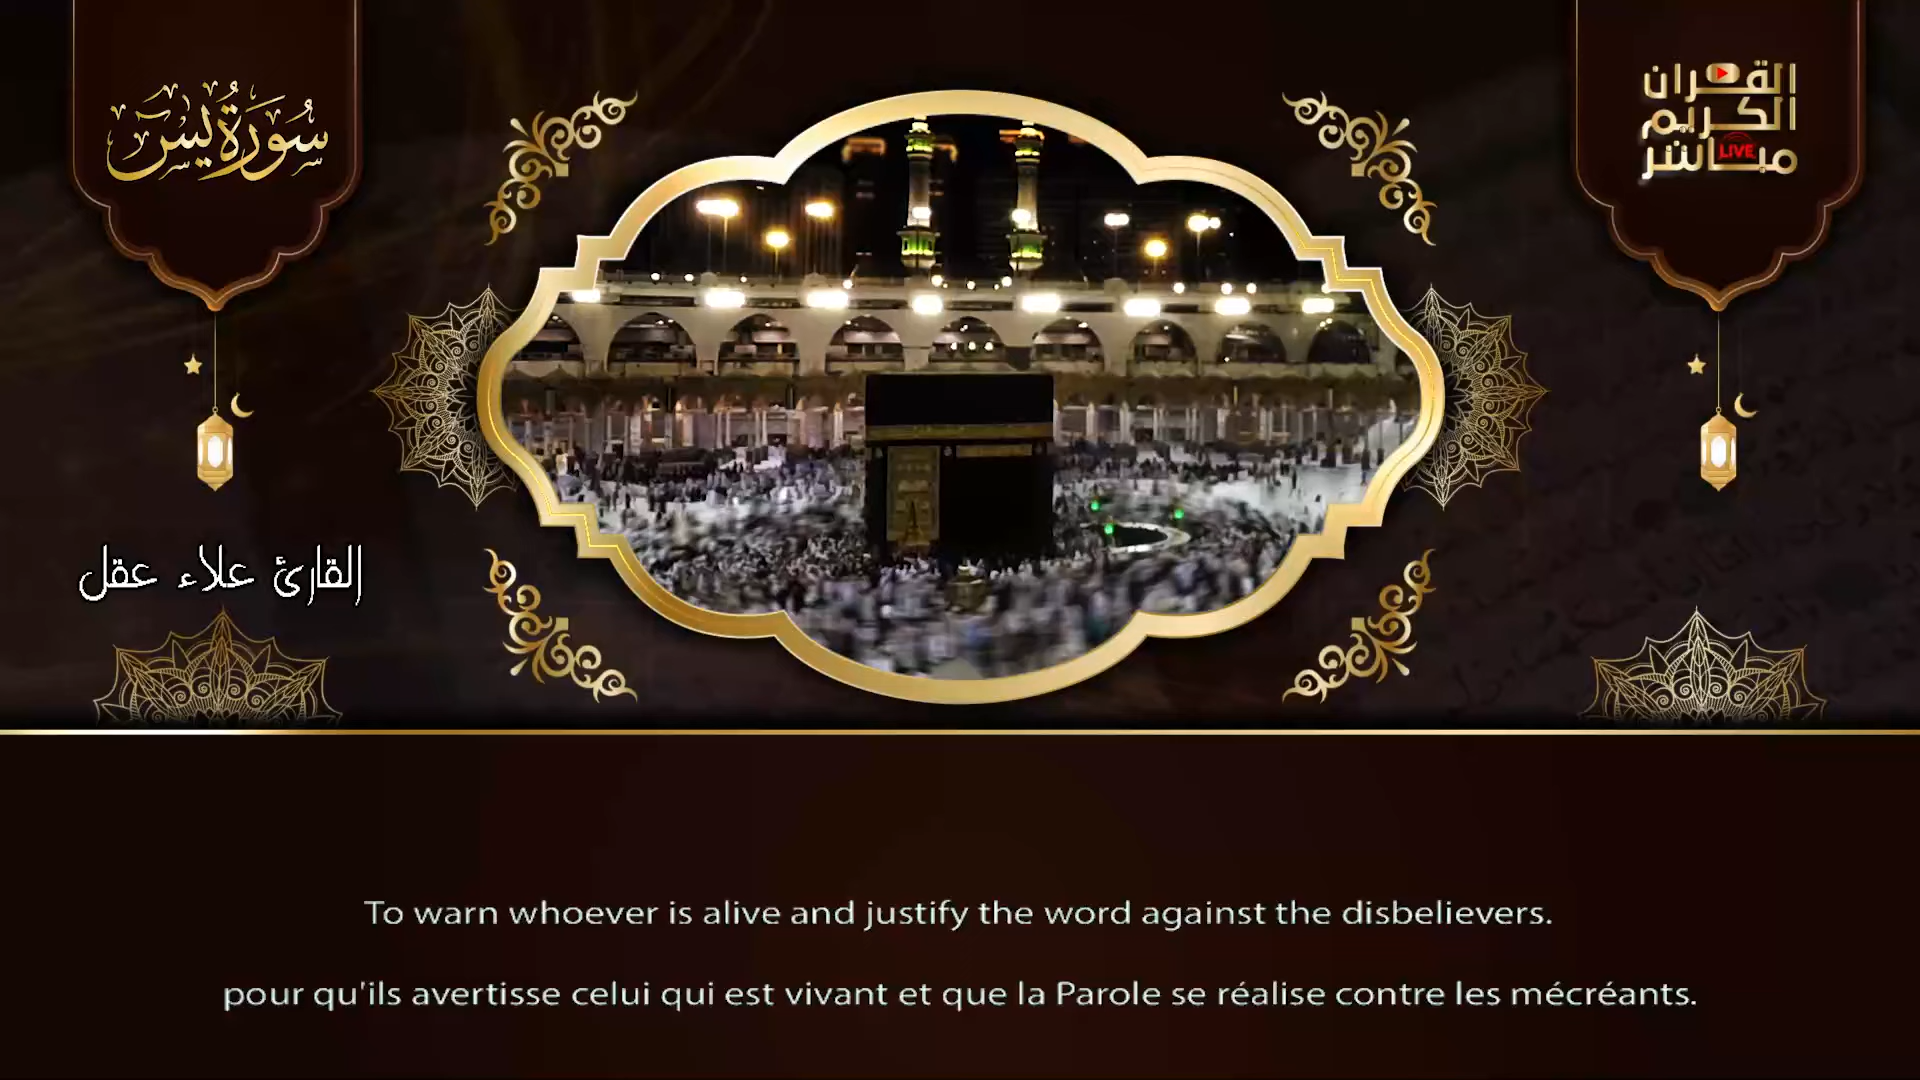 سُورَةُ يس
القرآن
الكريم
مباشر
LIVE
القارئ علاء عقل
To warn whoever is alive and justify the word against the disbelievers.
pour qu'ils avertisse celui qui est vivant et que la Parole se réalise contre les mécréants.